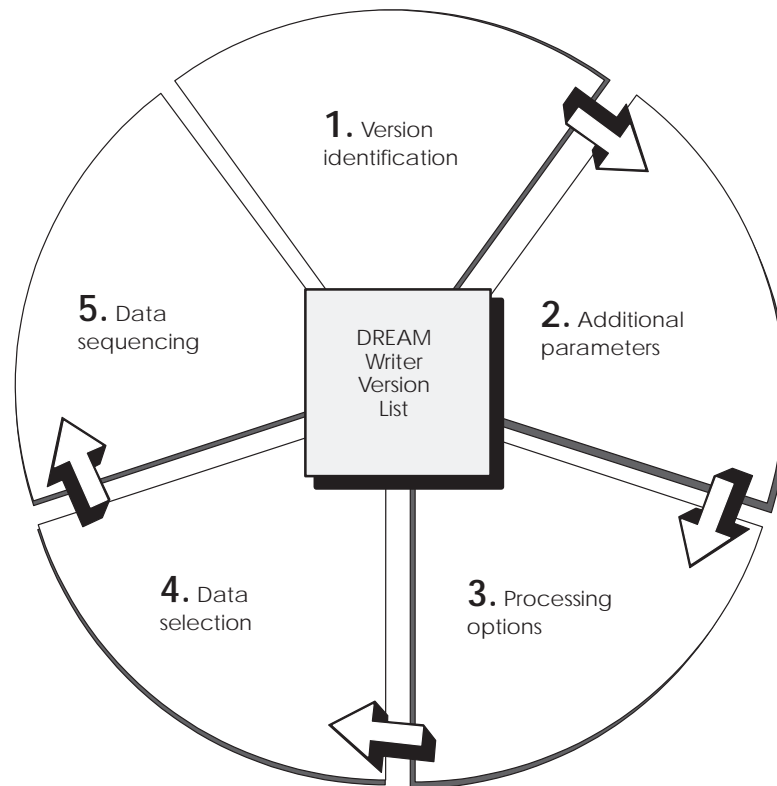 1. Version
identification
2. Additional
parameters
3. Processing
options
4. Data
selection
5. Data
sequencing
DREAM
Writer
Version
List